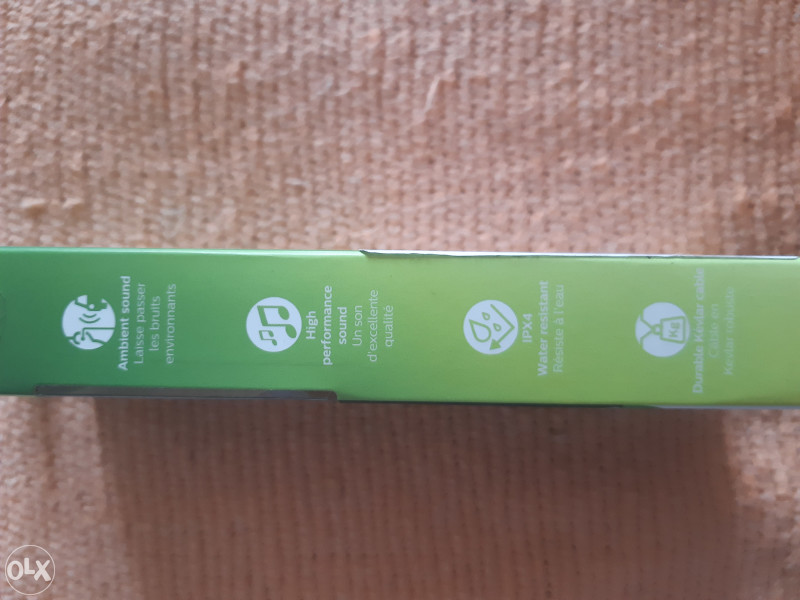 Ambient sound
Laisse passer
les bruits
environnants
High
performance
sound
Un son
d'excellente
qualité
IPX4
Water resistant
Résiste à l'eau
Kg
Durable Kevlar cable
Câble en
Kevlar robuste
OLX